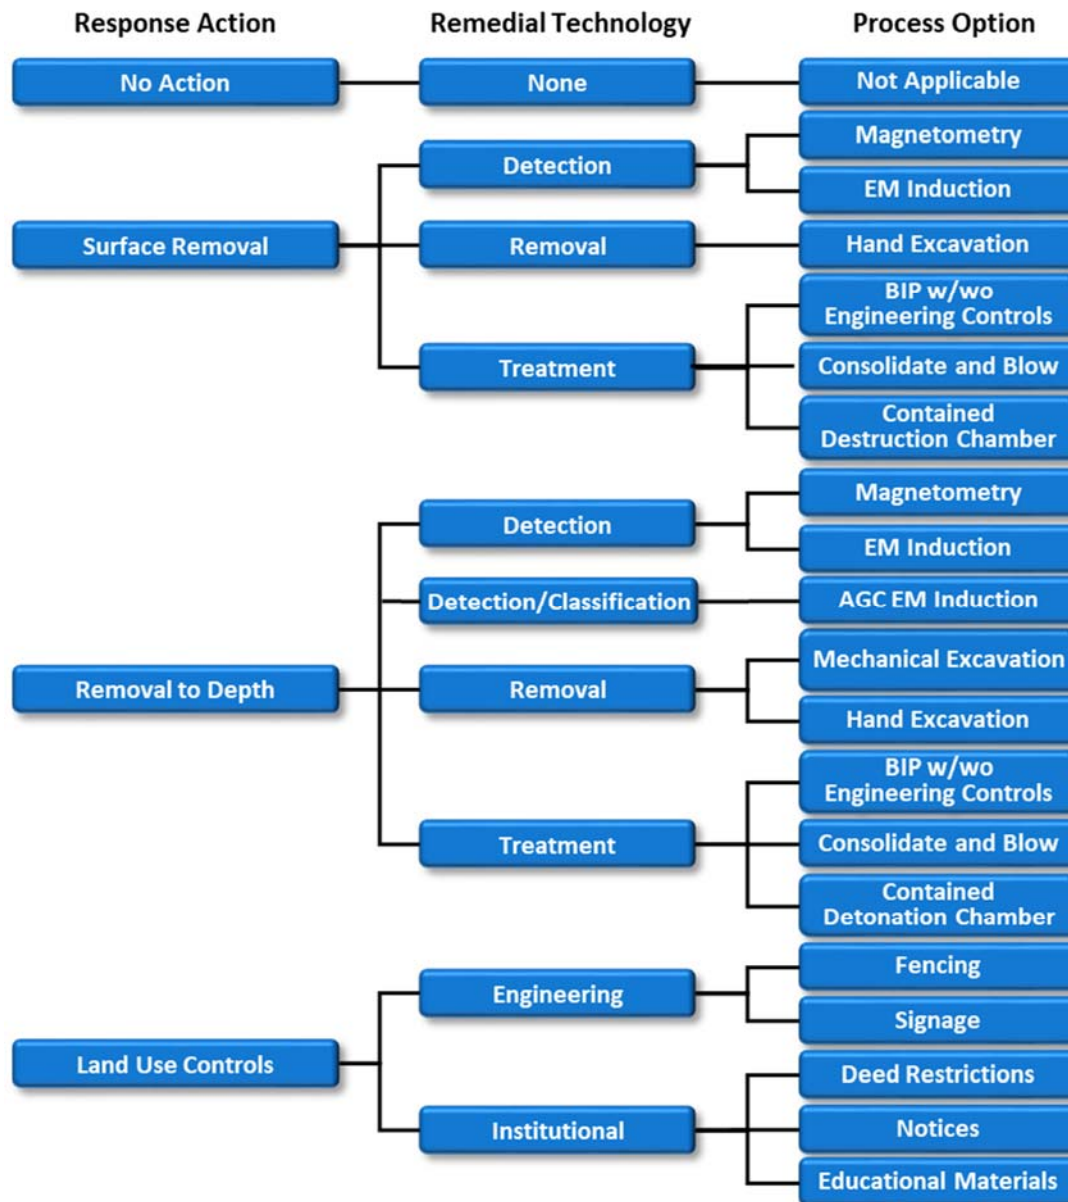 Response Action
Remedial Technology
Process Option
No Action
None
Not Applicable
Surface Removal
Detection
Magnetometry
EM Induction
Removal
Hand Excavation
Treatment
BIP w/wo
Engineering Controls
Consolidate and Blow
Contained
Destruction Chamber
Removal to Depth
Detection
Magnetometry
EM Induction
Detection/Classification
AGC EM Induction
Removal
Mechanical Excavation
Hand Excavation
Treatment
BIP w/wo
Engineering Controls
Consolidate and Blow
Contained
Detonation Chamber
Land Use Controls
Engineering
Fencing
Signage
Institutional
Deed Restrictions
Notices
Educational Materials